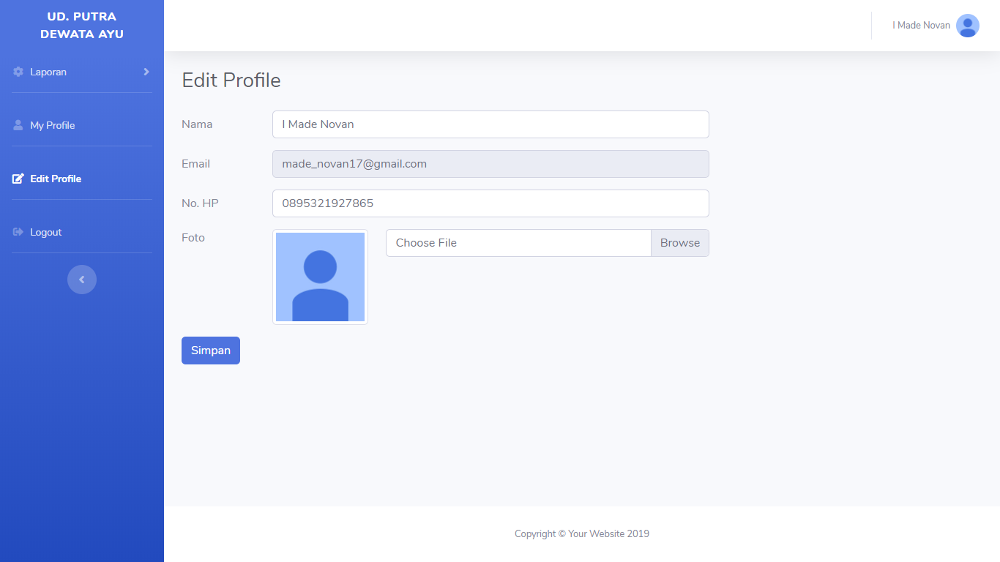 UD. PUTRA
DEWATA AYU
Laporan
My Profile
Edit Profile
Logout
I Made Novan
Edit Profile
Nama
I Made Novan
Email
made_novan17@gmail.com
No. HP
0895321927865
Foto
Choose File
Browse
Simpan
Copyright © Your Website 2019